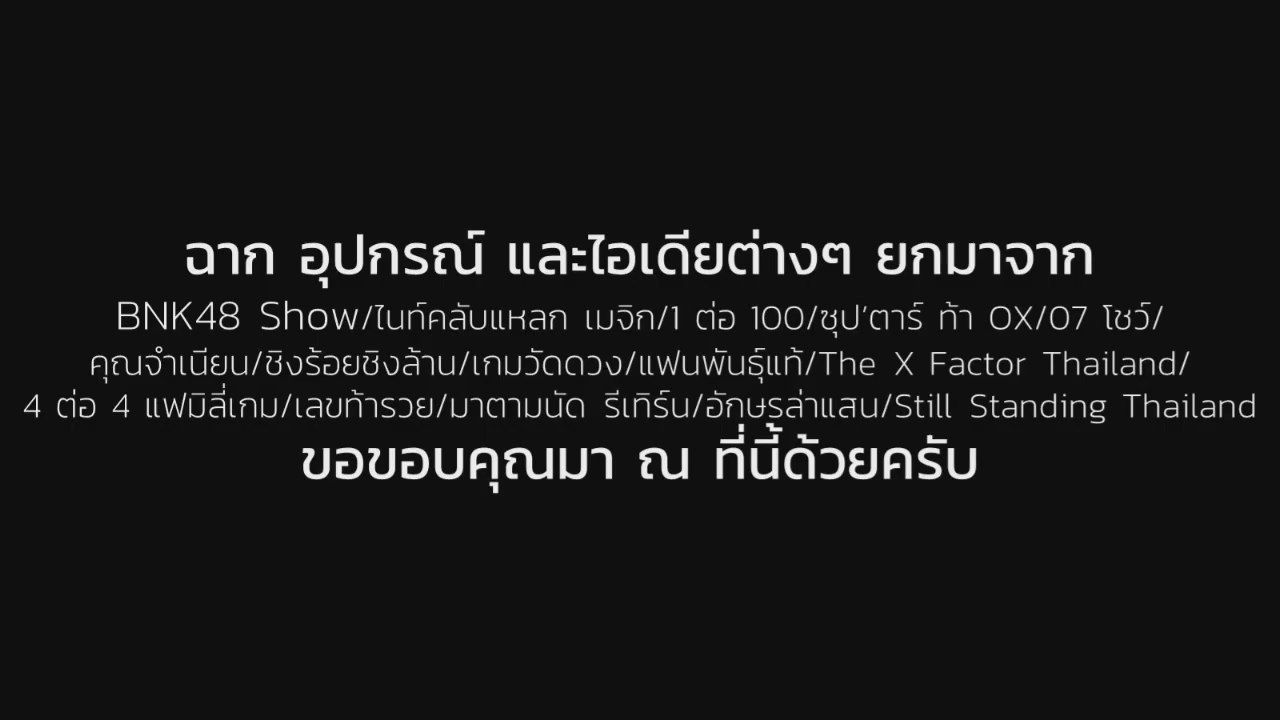 ฉาก อุปกรณ์ และไอเดียต่างๆ ยกมาจาก
BNK48 Show/ไนท์คลับแหลก เมจิก/1 ต่อ 100/ซุป'ตาร์ ท้า OX/07 โชว์/
คุณจำเนียน/ชิงร้อยชิงล้าน/เกมวัดดวง/แฟนพันธุ์แท้/The X Factor Thailand/
4 ต่อ 4 แฟมิลี่เกม/เลขท้ารวย/มาตามนัด รีเทิร์น/อักษรล่าแสน/Still Standing Thailand
ขอขอบคุณมา ณ ที่นี้ด้วยครับ